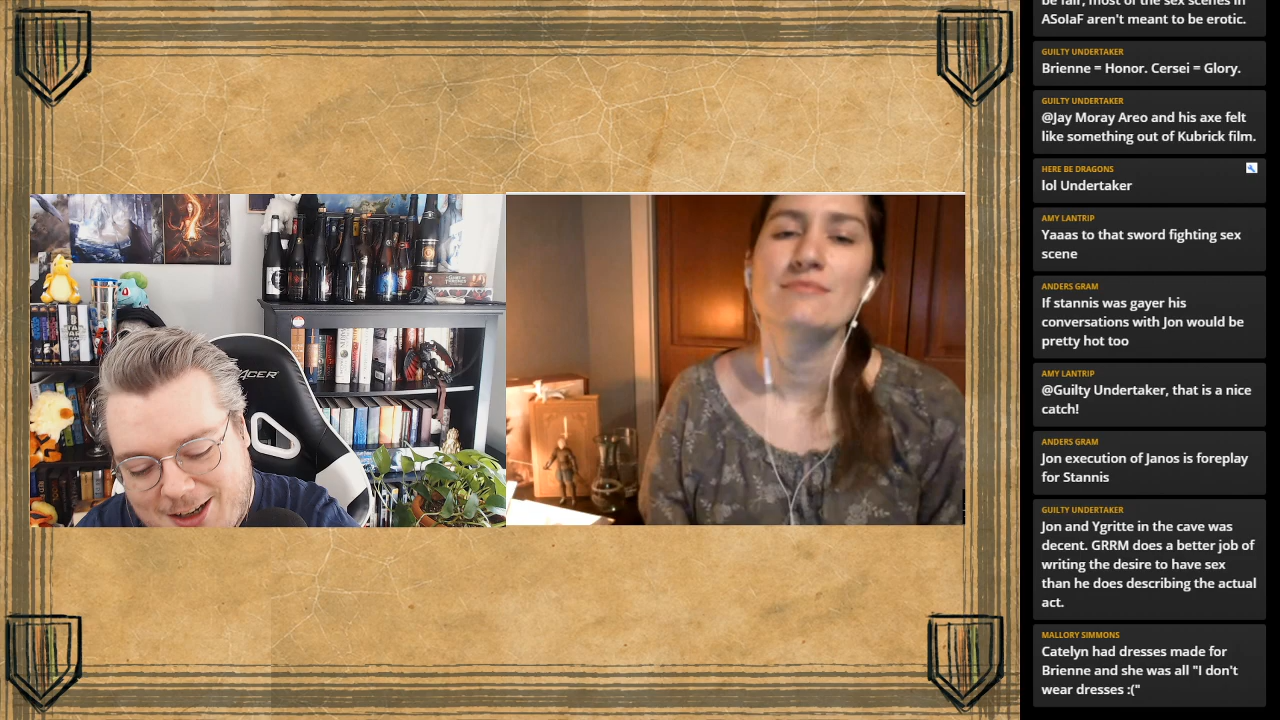 be fair, most of the sex scenes in
ASoIaF aren't meant to be erotic.
GUILTY UNDERTAKER
Brienne = Honor. Cersei = Glory.
GUILTY UNDERTAKER
@Jay Moray Areo and his axe felt
like something out of Kubrick film.
HERE BE DRAGONS
lol Undertaker
AMY LANTRIP
Yaaas to that sword fighting sex
scene
ANDERS GRAM
If stannis was gayer his
conversations with Jon would be
pretty hot too
AMY LANTRIP
@Guilty Undertaker, that is a nice
catch!
ANDERS GRAM
Jon execution of Janos is foreplay
for Stannis
GUILTY UNDERTAKER
Jon and Ygritte in the cave was
decent. GRRM does a better job of
writing the desire to have sex
than he does describing the actual
act.
MALLORY SIMMONS
Catelyn had dresses made for
Brienne and she was all "I don't
wear dresses :("